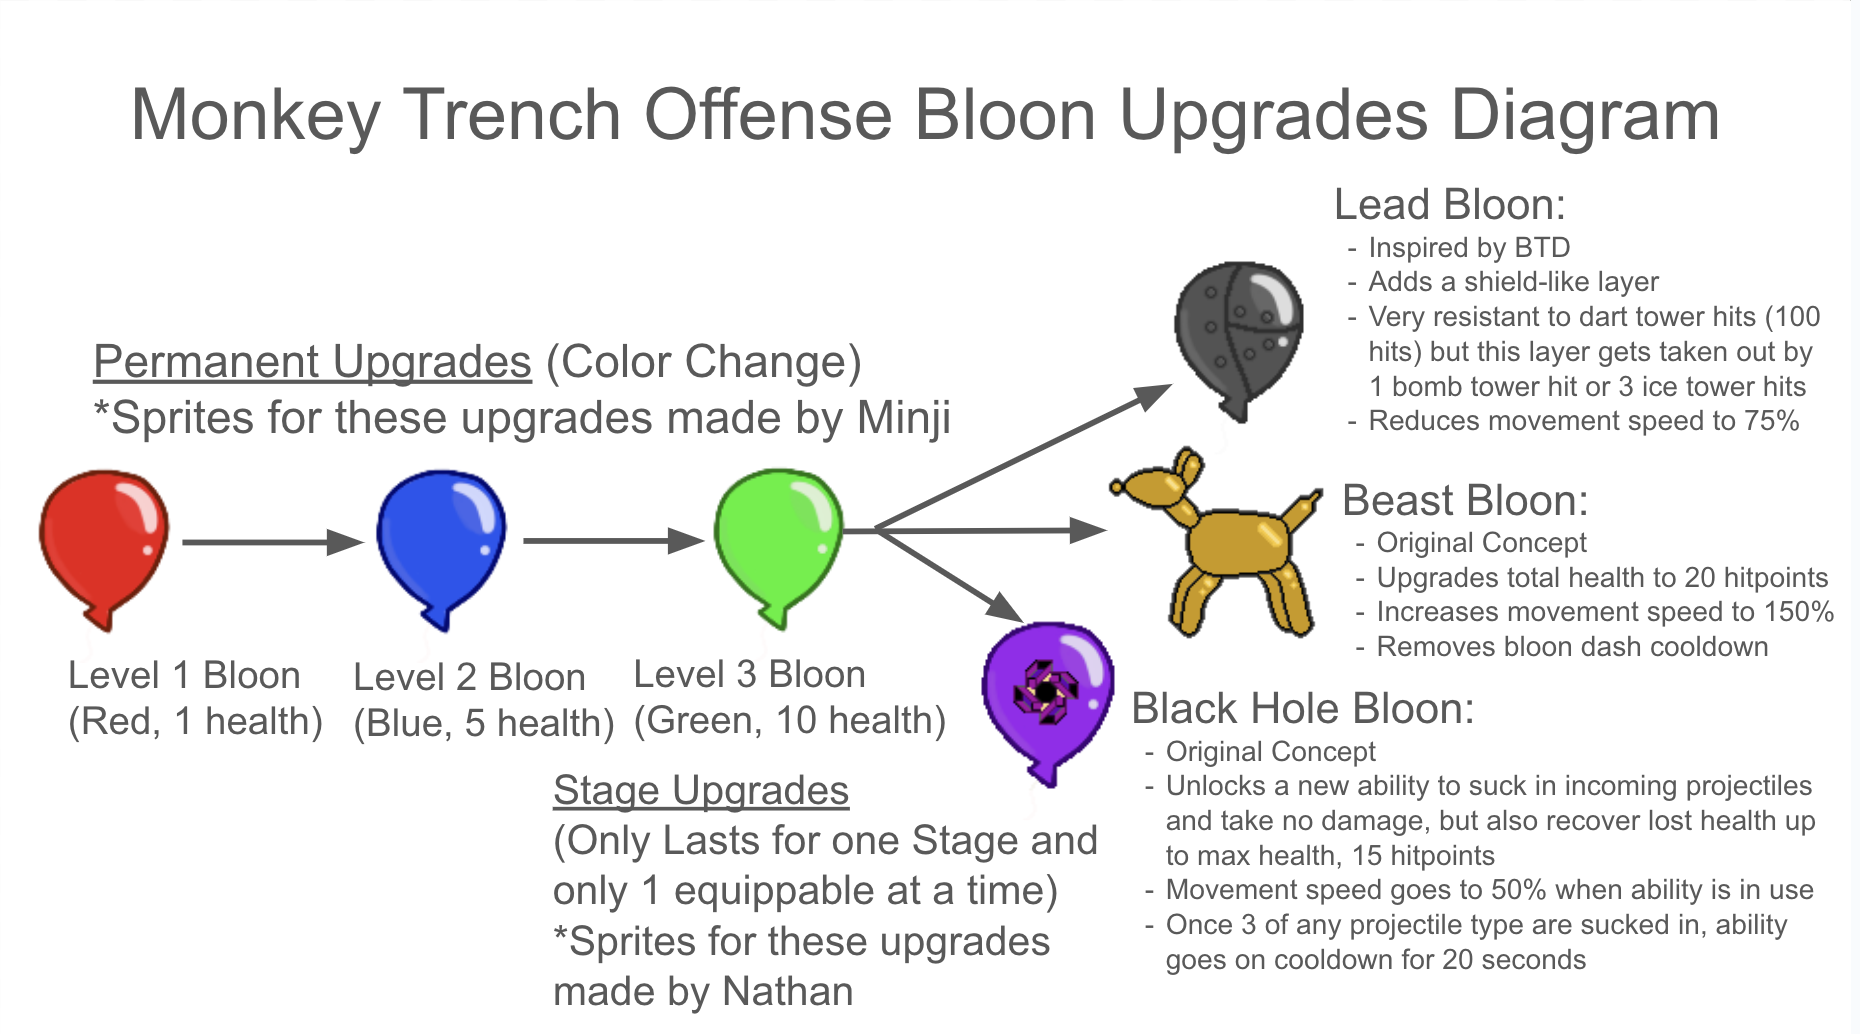 Monkey Trench Offense Bloon Upgrades Diagram
Lead Bloon:
- Inspired by BTD
- Adds a shield-like layer
- Very resistant to dart tower hits (100
hits) but this layer gets taken out by
1 bomb tower hit or 3 ice tower hits
- Reduces movement speed to 75%
Permanent Upgrades (Color Change)
*Sprites for these upgrades made by Minji
Beast Bloon:
- Original Concept
- Upgrades total health to 20 hitpoints
- Increases movement speed to 150%
- Removes bloon dash cooldown
Level 1 Bloon
(Red, 1 health)
Level 2 Bloon
(Blue, 5 health)
Level 3 Bloon
(Green, 10 health)
Black Hole Bloon:
- Original Concept
- Unlocks a new ability to suck in incoming projectiles
and take no damage, but also recover lost health up
to max health, 15 hitpoints
- Movement speed goes to 50% when ability is in use
- Once 3 of any projectile type are sucked in, ability
goes on cooldown for 20 seconds
Stage Upgrades
(Only Lasts for one Stage and
only 1 equippable at a time)
*Sprites for these upgrades
made by Nathan